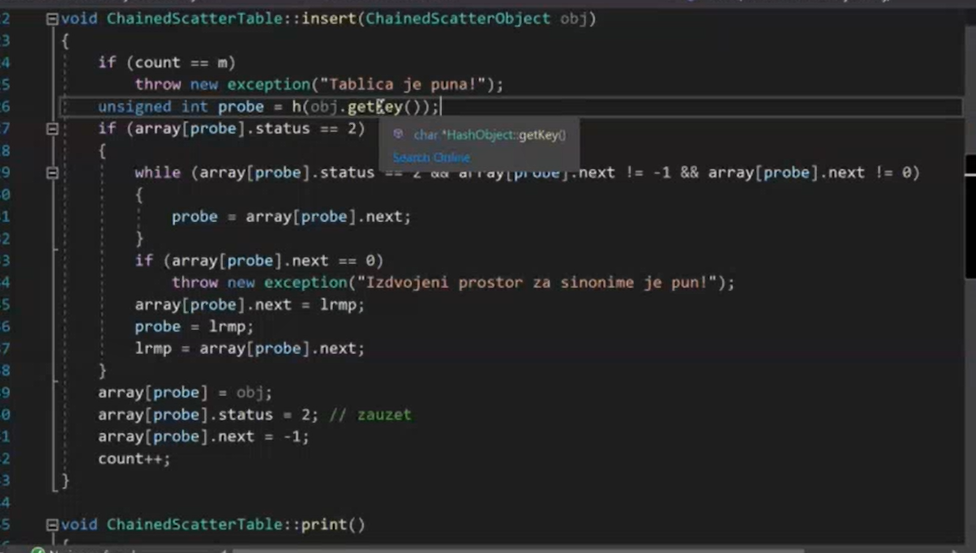 2 void ChainedScatterTable::insert(ChainedScatterObject obj)
3 {
4 if (count == m)
5 throw new exception("Tablica je puna!");
6 unsigned int probe = h(obj.getKey());
7 if (array[probe].status == 2)
char *HashObject::getKey()
8 {
Search Online
9 while (array[probe].status == 2 && array[probe].next != -1 && array[probe].next != 0)
0 {
1 probe = array[probe].next;
2 }
3 if (array[probe].next == 0)
4 throw new exception("Izdvojeni prostor za sinonime je pun!");
5 array[probe].next = lrmp;
6 probe = lrmp;
7 lrmp = array[probe].next;
8 }
9 array[probe] = obj;
0 array[probe].status = 2; // zauzet
1 array[probe].next = -1;
2 count++;
3 }
4
5 void ChainedScatterTable::print()